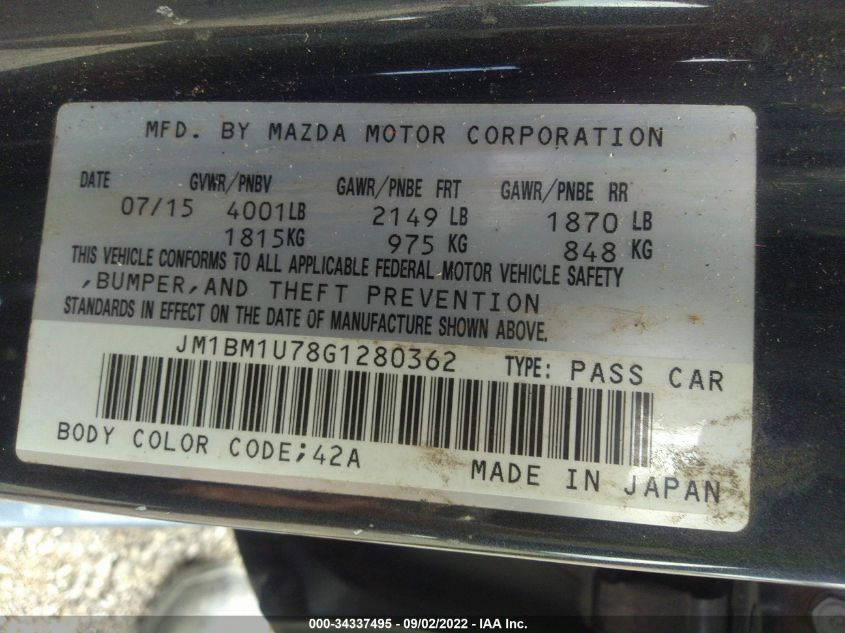 MFD. BY MAZDA MOTOR CORPORATION
DATE GVWR/PNBV GAWR/PNBE FRT GAWR/PNBE RR
07/15 4001LB 2149 LB 1870 LB
1815KG 975 KG 848 KG
THIS VEHICLE CONFORMS TO ALL APPLICABLE FEDERAL MOTOR VEHICLE SAFETY
,BUMPER,AND THEFT PREVENTION
STANDARDS IN EFFECT ON THE DATE OF MANUFACTURE SHOWN ABOVE.
JM1BM1U78G1280362 TYPE: PASS CAR
BODY COLOR CODE;42A MADE IN JAPAN
000-34337495 - 09/02/2022 - IAA Inc.